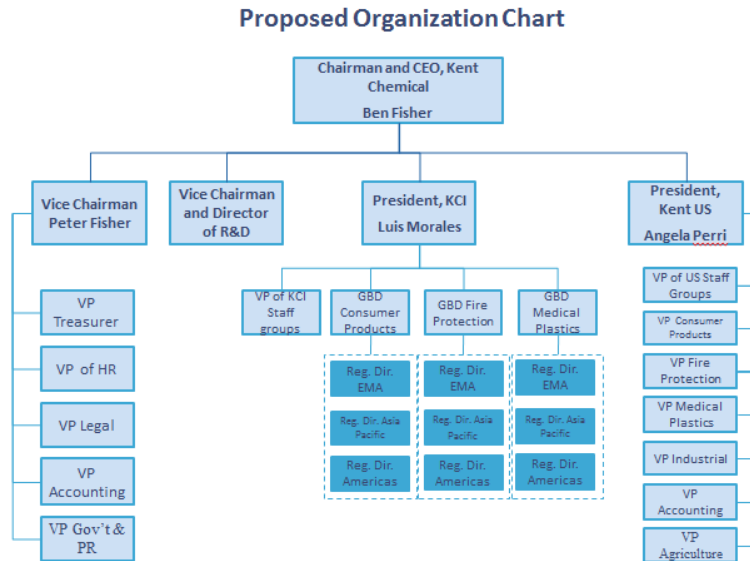 Proposed Organization Chart
Chairman and CEO, Kent
Chemical
Ben Fisher
Vice Chairman
Peter Fisher
Vice Chairman
and Director
of R&D
President, KCI
Luis Morales
President,
Kent US
Angela Perri
VP
Treasurer
VP of HR
VP Legal
VP
Accounting
VP Gov't &
PR
VP of KCI
Staff
groups
GBD
Consumer
Products
GBD Fire
Protection
GBD
Medical
Plastics
Reg. Dir.
EMA
Reg. Dir. Asia
Pacific
Reg. Dir.
Americas
Reg. Dir.
EMA
Reg. Dir. Asia
Pacific
Reg. Dir.
Americas
Reg. Dir.
EMA
Reg. Dir. Asia
Pacific
Reg. Dir.
Americas
VP of US Staff
Groups
VP Consumer
Products
VP Fire
Protection
VP Medical
Plastics
VP Industrial
VP
Accounting
VP
Agriculture